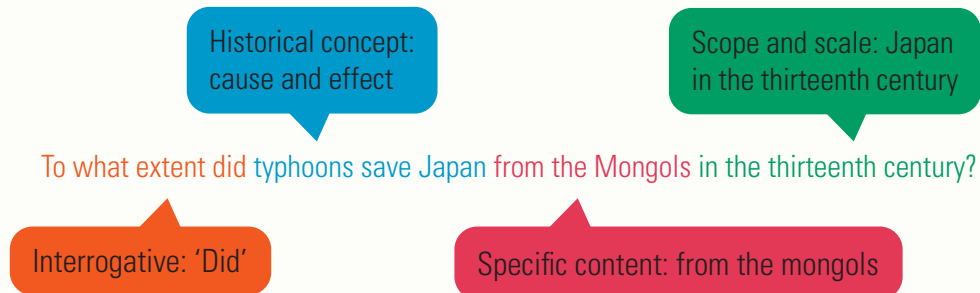 Historical concept:
cause and effect
Scope and scale: Japan
in the thirteenth century
To what extent did typhoons save Japan from the Mongols in the thirteenth century?
Interrogative: ‘Did’
Specific content: from the mongols